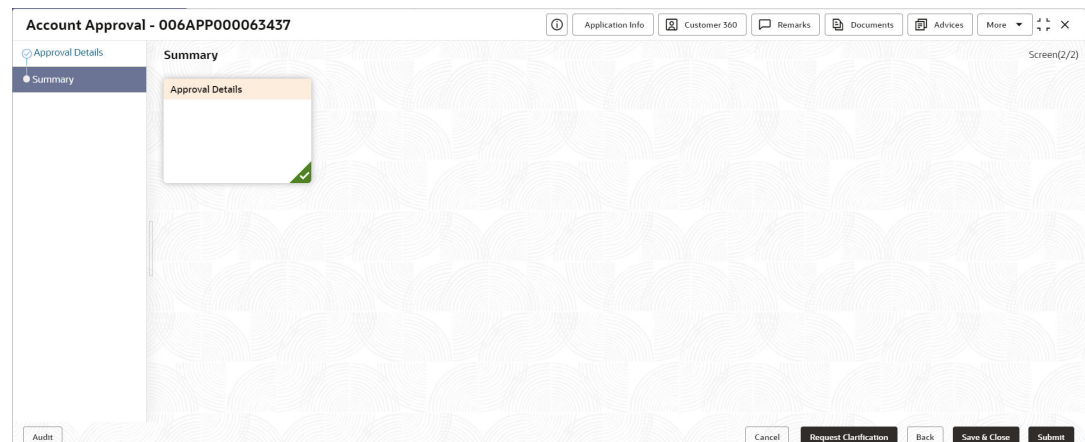 Account Approval - 006APP000063437
Application Info Customer 360 Remarks Documents Advices More
Approval Details
Summary
Summary Screen(2/2)
Approval Details
Audit Cancel Request Clarification Back Save & Close Submit